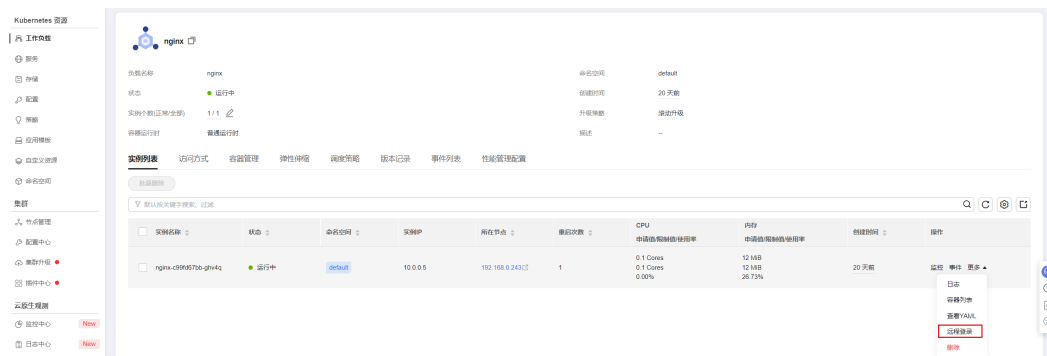 Kubernetes 资源
工作负载
服务
存储
配置
策略
应用模板
自定义资源
命名空间
集群
节点管理
配置中心
集群升级
插件中心
云原生观测
监控中心 New
日志中心 New
nginx
负载名称 nginx 命名空间 default
状态 运行中 创建时间 20 天前
实例个数(正常/全部) 1 / 1 升级策略 滚动升级
容器运行时 普通运行时 描述 --
实例列表 访问方式 容器管理 弹性伸缩 调度策略 版本记录 事件列表 性能管理配置
批量删除
默认按关键字搜索、过滤
实例名称 状态 命名空间 实例IP 所在节点 重启次数 CPU 申请值/限制值/使用率 内存 申请值/限制值/使用率 创建时间 操作
nginx-c99fd67bb-ghv4q 运行中 default 10.0.0.5 192.168.0.243 1 0.1 Cores 0.1 Cores 0.00% 12 MiB 12 MiB 26.73% 20 天前 监控 事件 更多
日志
容器列表
查看YAML
远程登录
删除